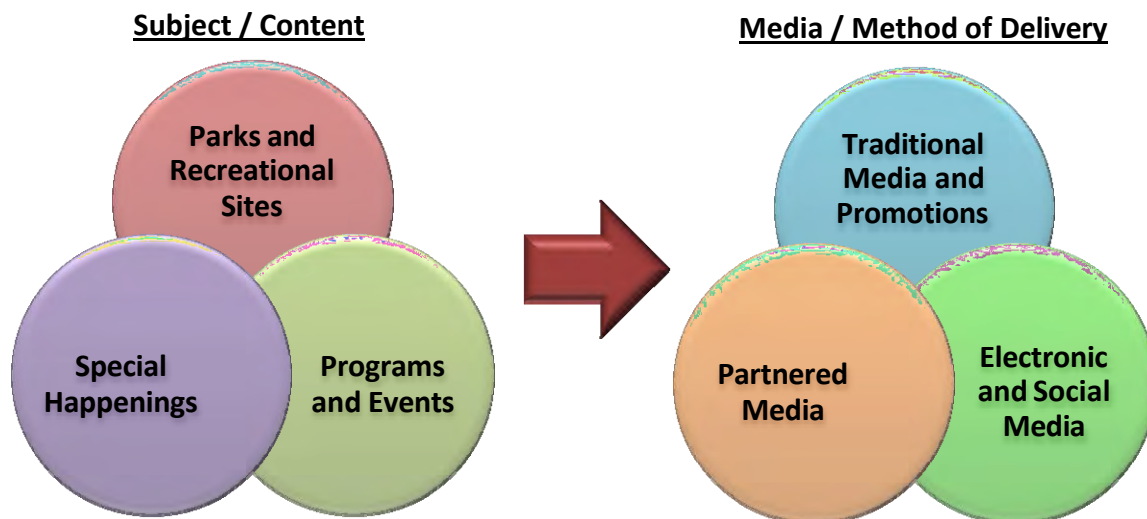 Subject / Content
Media / Method of Delivery
Parks and
Recreational
Sites
Special
Happenings
Programs
and Events
Traditional
Media and
Promotions
Partnered
Media
Electronic
and Social
Media